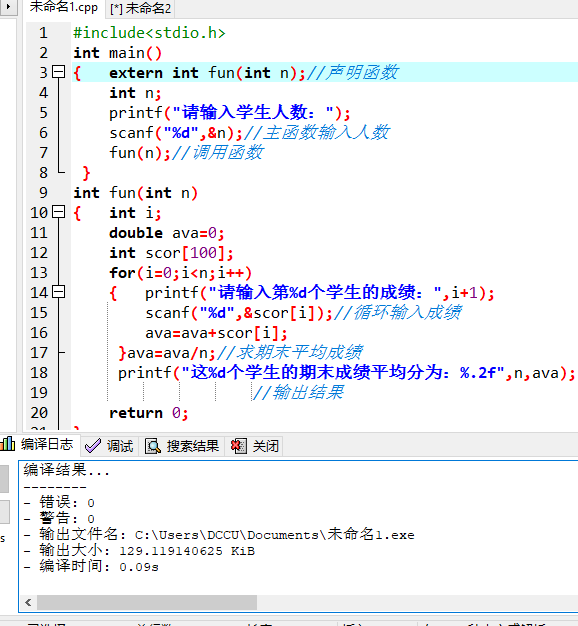 未命名1.cpp [*] 未命名2
1 #include<stdio.h>
2 int main()
3 { extern int fun(int n);//声明函数
4 int n;
5 printf("请输入学生人数：");
6 scanf("%d",&n);//主函数输入人数
7 fun(n);//调用函数
8 }
9 int fun(int n)
10 { int i;
11 double ava=0;
12 int scor[100];
13 for(i=0;i<n;i++)
14 { printf("请输入第%d个学生的成绩：",i+1);
15 scanf("%d",&scor[i]);//循环输入成绩
16 ava=ava+scor[i];
17 }ava=ava/n;//求期末平均成绩
18 printf("这%d个学生的期末成绩平均分为：%.2f",n,ava);
19 //输出结果
20 return 0;
编译日志 调试 搜索结果 关闭
编译结果...
--------
- 错误: 0
- 警告: 0
- 输出文件名: C:\Users\DCCU\Documents\未命名1.exe
- 输出大小: 129.119140625 KiB
- 编译时间: 0.09s